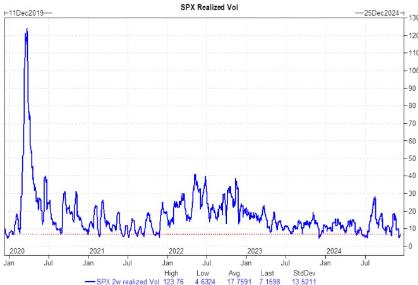 SPX Realized Vol
11Dec2019
25Dec2024
130
120
110
100
90
80
70
60
50
40
30
20
10
0
2020 2021 2022 2023 2024
Jan Jul Jan Jul Jan Jul Jan Jul Jan Jul
High Low Avg. Last StdDev
SPX 2w realized Vol 123.76 4.6324 17.7591 7.1598 13.5211